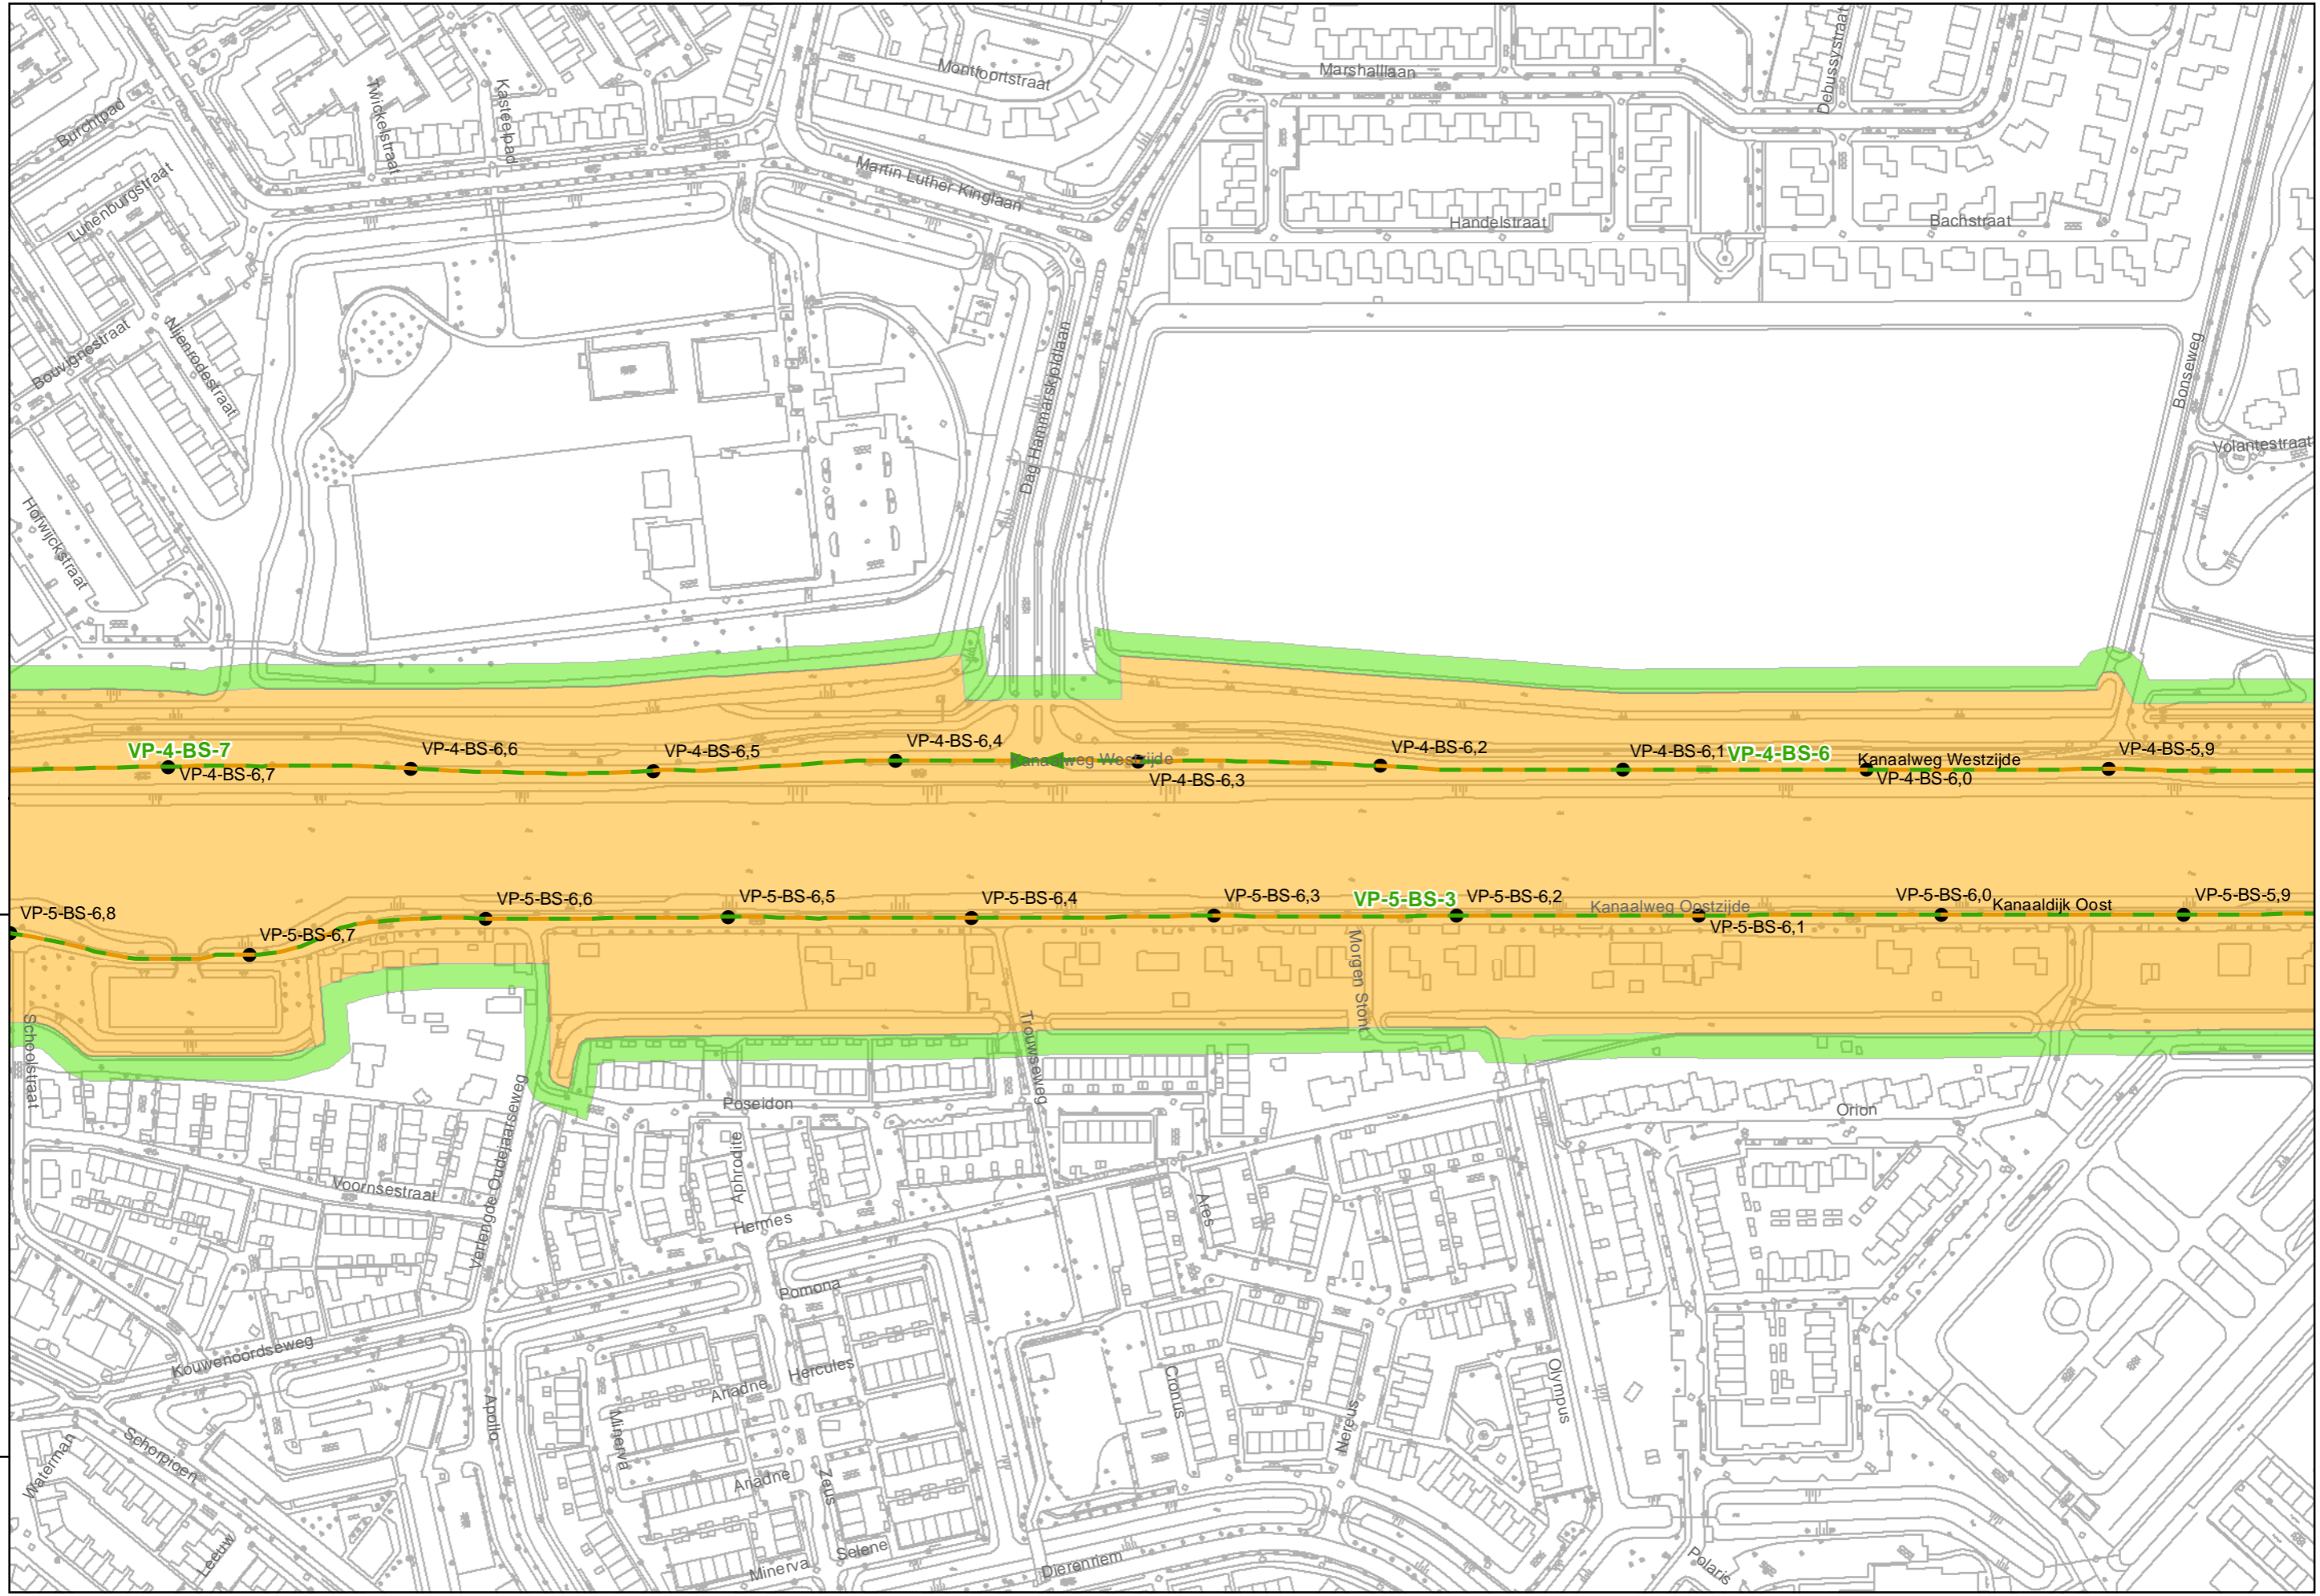 Montfoortstraat
Marshalllaan
Debussystraat
Burchtpad
Twickelstraat
Kasteelpad
Martin Luther Kinglaan
Lunenburgstraat
Handelstraat
Bachstraat
Bouvignestraat
Nijenrodestraat
Dag Hammarskjoldlaan
Bonseweg
Volantestraat
Hofwijckstraat
VP-4-BS-7
VP-4-BS-6,7
VP-4-BS-6,6
VP-4-BS-6,5
VP-4-BS-6,4
Kanaalweg Westzijde
VP-4-BS-6,3
VP-4-BS-6,2
VP-4-BS-6,1
VP-4-BS-6
Kanaalweg Westzijde
VP-4-BS-6,0
VP-4-BS-5,9
VP-5-BS-6,8
VP-5-BS-6,7
VP-5-BS-6,6
VP-5-BS-6,5
VP-5-BS-6,4
VP-5-BS-6,3
VP-5-BS-3
VP-5-BS-6,2
Kanaalweg Oostzijde
VP-5-BS-6,1
VP-5-BS-6,0
Kanaaldijk Oost
VP-5-BS-5,9
Morgen Stont
Schoolstraat
Trouwseweg
Verlengde Oudejaarseweg
Poseidon
Orion
Aphrodite
Voornsestraat
Hermes
Ares
Pomona
Kouwenoordseweg
Hercules
Ariadne
Cronus
Olympus
Apollo
Minerva
Nereus
Waterman
Schorpioen
Ariadne
Zeus
Leeuw
Minerva
Selene
Dierenriem
Polaris